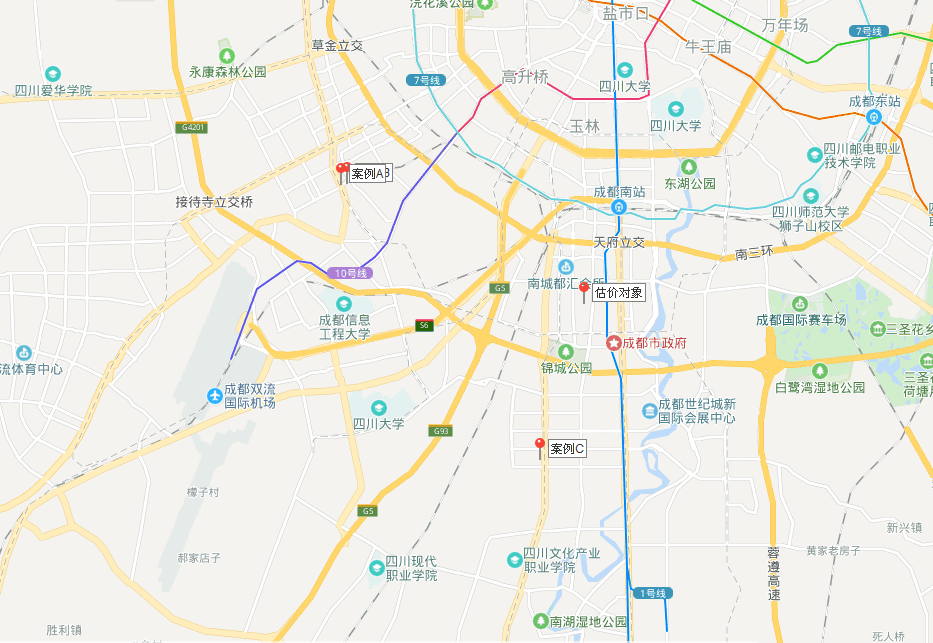 浣花溪公园
盐市口
万年场
7号线
草金立交
牛王庙
永康森林公园
高升桥
四川大学
四川爱华学院
7号线
成都东站
G4201
玉林
四川大学
四川邮电职业
技术学院
案例A
东湖公园
接待寺立交桥
成都南站
四川师范大学
狮子山校区
天府立交
南三环
10号线
南城都汇会所
G5
估价对象
成都信息
工程大学
S6
成都国际赛车场
三圣花乡
成都市政府
流体育中心
锦城公园
白鹭湾湿地公园
三圣花
荷塘月
成都双流
国际机场
四川大学
成都世纪城新
国际会展中心
G93
案例C
檬子村
G5
新兴镇
郝家店子
四川现代
职业学院
四川文化产业
职业学院
黄家老房子
蓉遵高速
1号线
胜利镇
南湖湿地公园
死人桥